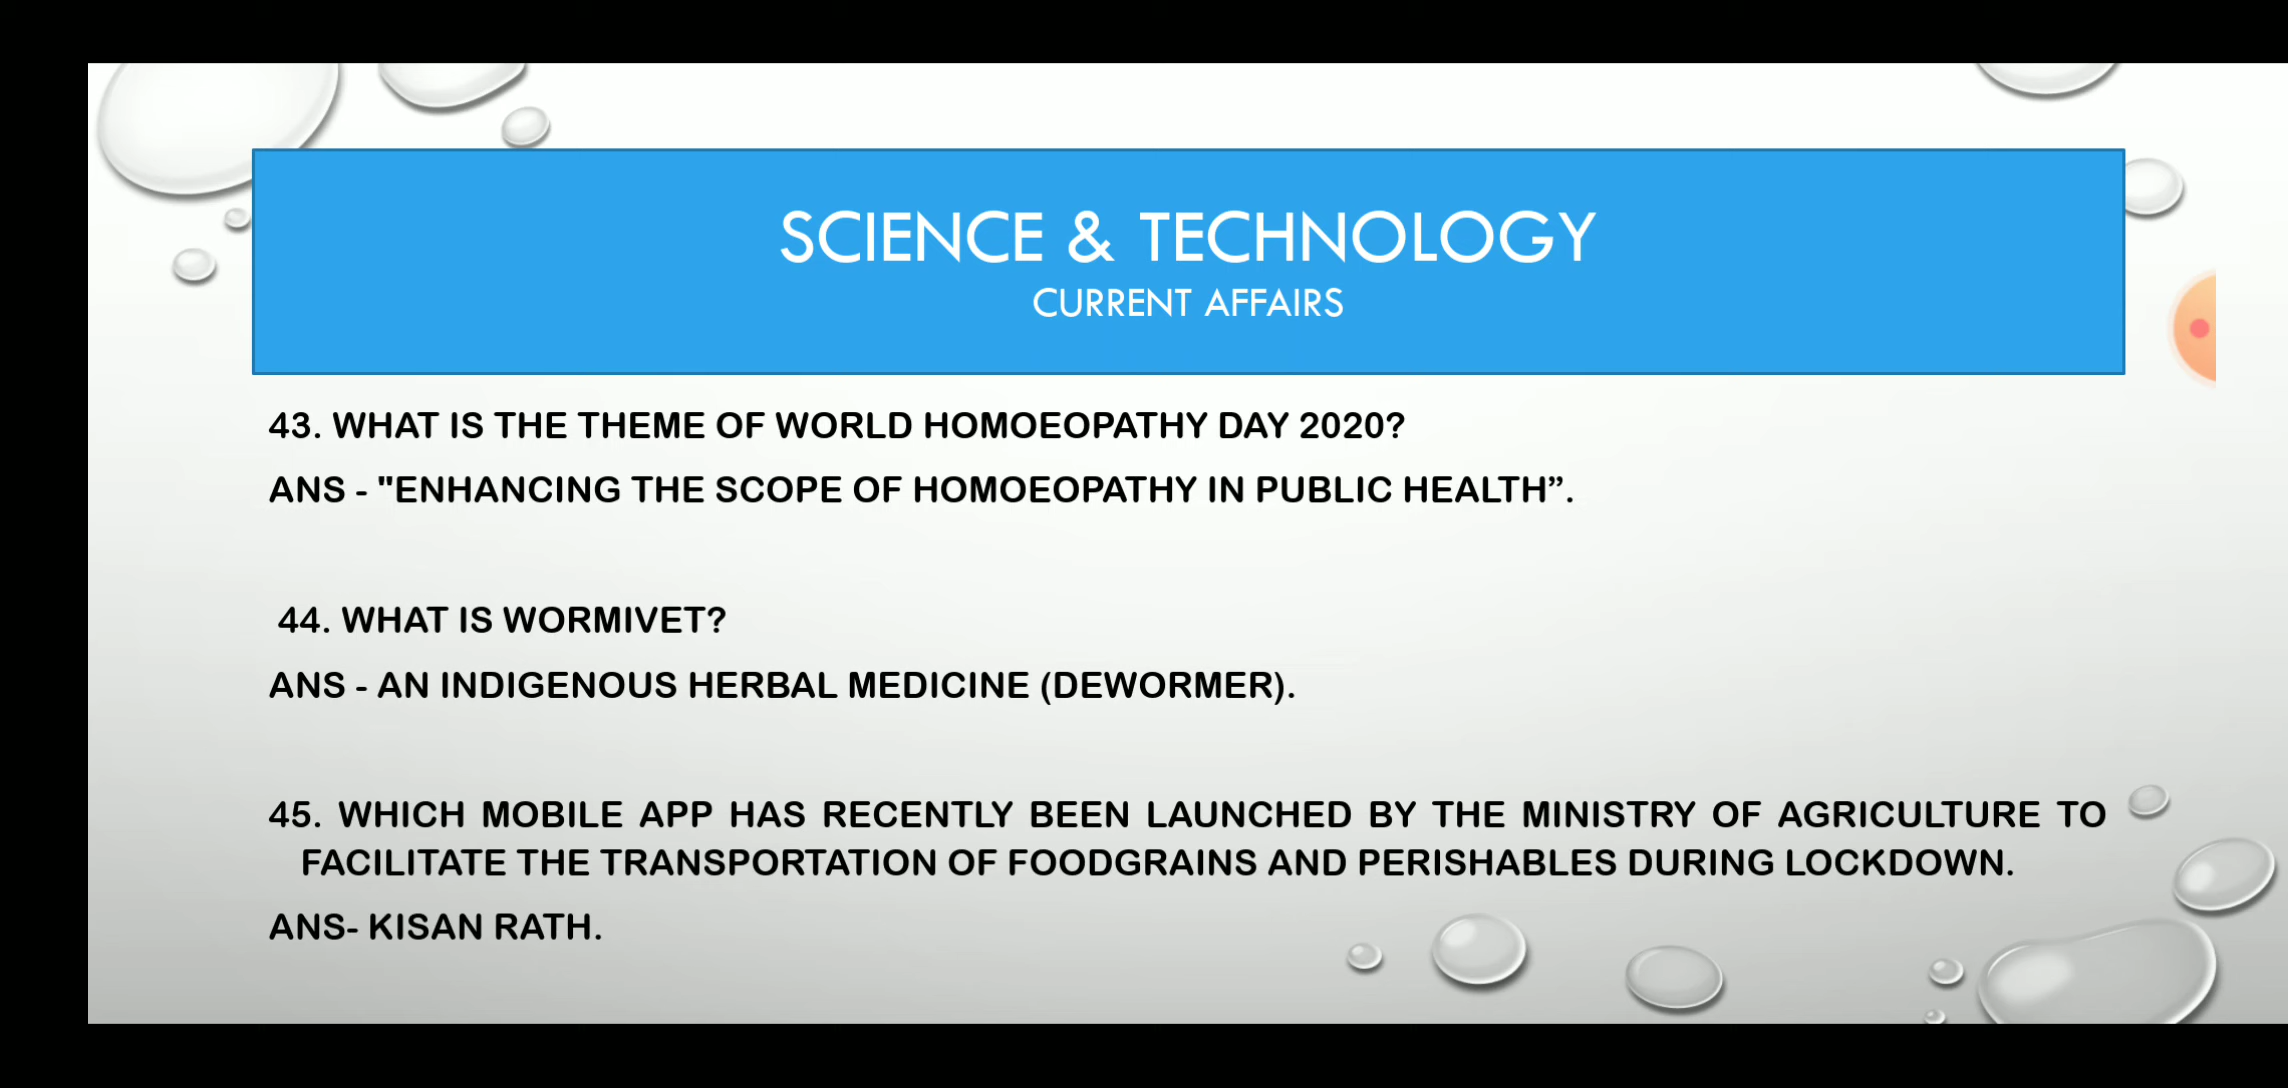 SCIENCE & TECHNOLOGY
CURRENT AFFAIRS
43. WHAT IS THE THEME OF WORLD HOMOEOPATHY DAY 2020?
ANS - "ENHANCING THE SCOPE OF HOMOEOPATHY IN PUBLIC HEALTH”.
44. WHAT IS WORMIVET?
ANS - AN INDIGENOUS HERBAL MEDICINE (DEWORMER).
45. WHICH MOBILE APP HAS RECENTLY BEEN LAUNCHED BY THE MINISTRY OF AGRICULTURE TO
FACILITATE THE TRANSPORTATION OF FOODGRAINS AND PERISHABLES DURING LOCKDOWN.
ANS- KISAN RATH.